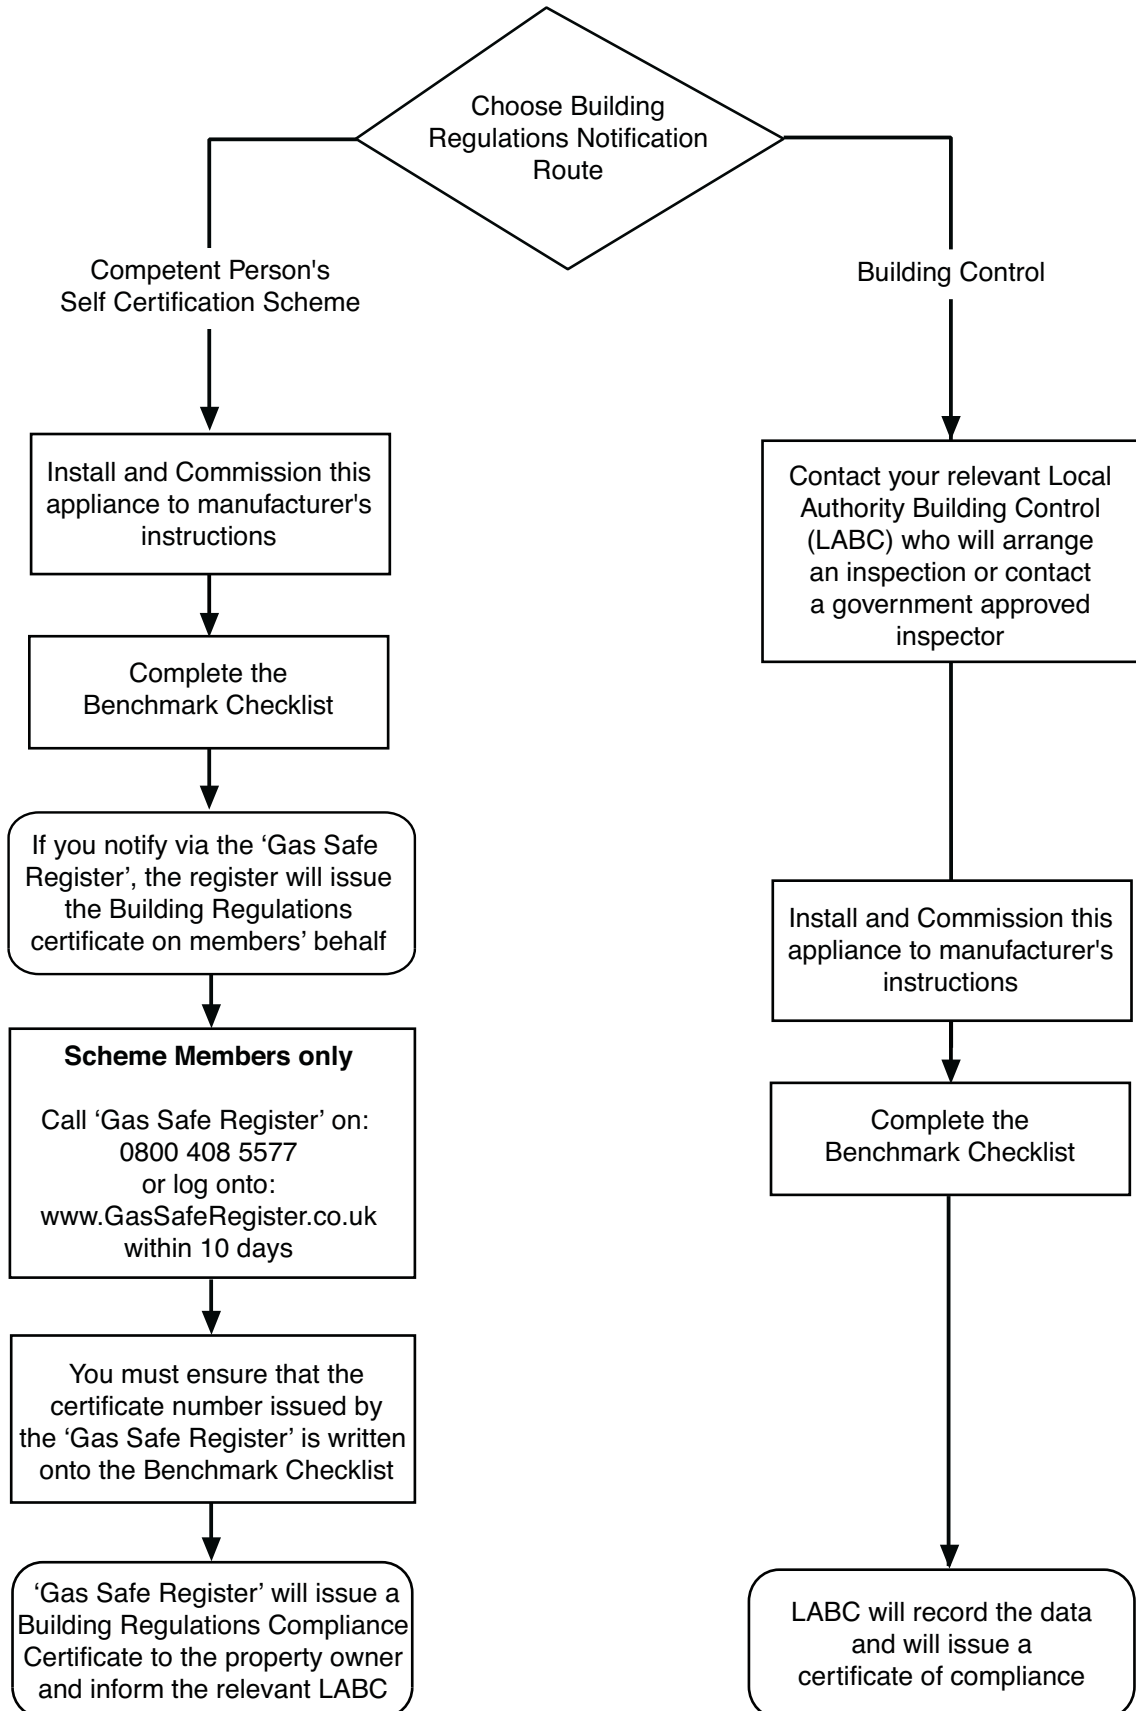 Choose Building
Regulations Notification
Route
Competent Person's
Self Certification Scheme
Building Control
Install and Commission this
appliance to manufacturer's
instructions
Complete the
Benchmark Checklist
If you notify via the ‘Gas Safe
Register’, the register will issue
the Building Regulations
certificate on members’ behalf
Scheme Members only
Call ‘Gas Safe Register’ on:
0800 408 5577
or log onto:
www.GasSafeRegister.co.uk
within 10 days
You must ensure that the
certificate number issued by
the ‘Gas Safe Register’ is written
onto the Benchmark Checklist
‘Gas Safe Register’ will issue a
Building Regulations Compliance
Certificate to the property owner
and inform the relevant LABC
Contact your relevant Local
Authority Building Control
(LABC) who will arrange
an inspection or contact
a government approved
inspector
Install and Commission this
appliance to manufacturer's
instructions
Complete the
Benchmark Checklist
LABC will record the data
and will issue a
certificate of compliance